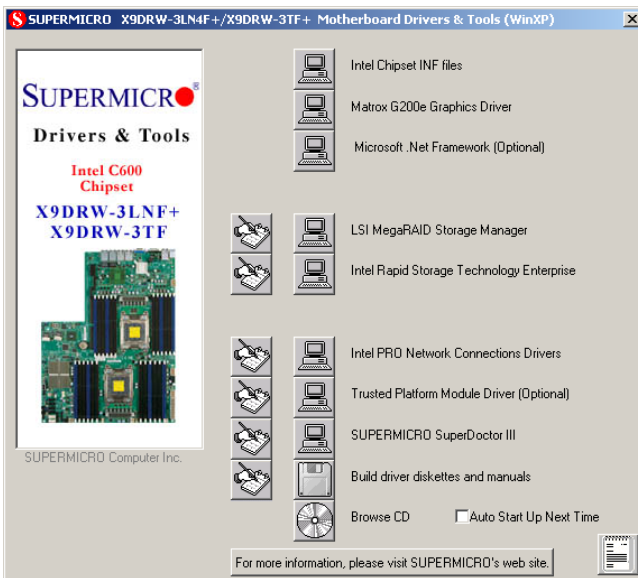 SUPERMICRO X9DRW-3LN4F+/X9DRW-3TF+ Motherboard Drivers & Tools (WinXP)
SUPERMICR®
Drivers & Tools
Intel C600
Chipset
X9DRW-3LNF+
X9DRW-3TF
SUPERMICRO Computer Inc.
Intel Chipset INF files
Matrox G200e Graphics Driver
Microsoft .Net Framework (Optional)
LSI MegaRAID Storage Manager
Intel Rapid Storage Technology Enterprise
Intel PRO Network Connections Drivers
Trusted Platform Module Driver (Optional)
SUPERMICRO SuperDoctor III
Build driver diskettes and manuals
Browse CD Auto Start Up Next Time
For more information, please visit SUPERMICRO's web site.